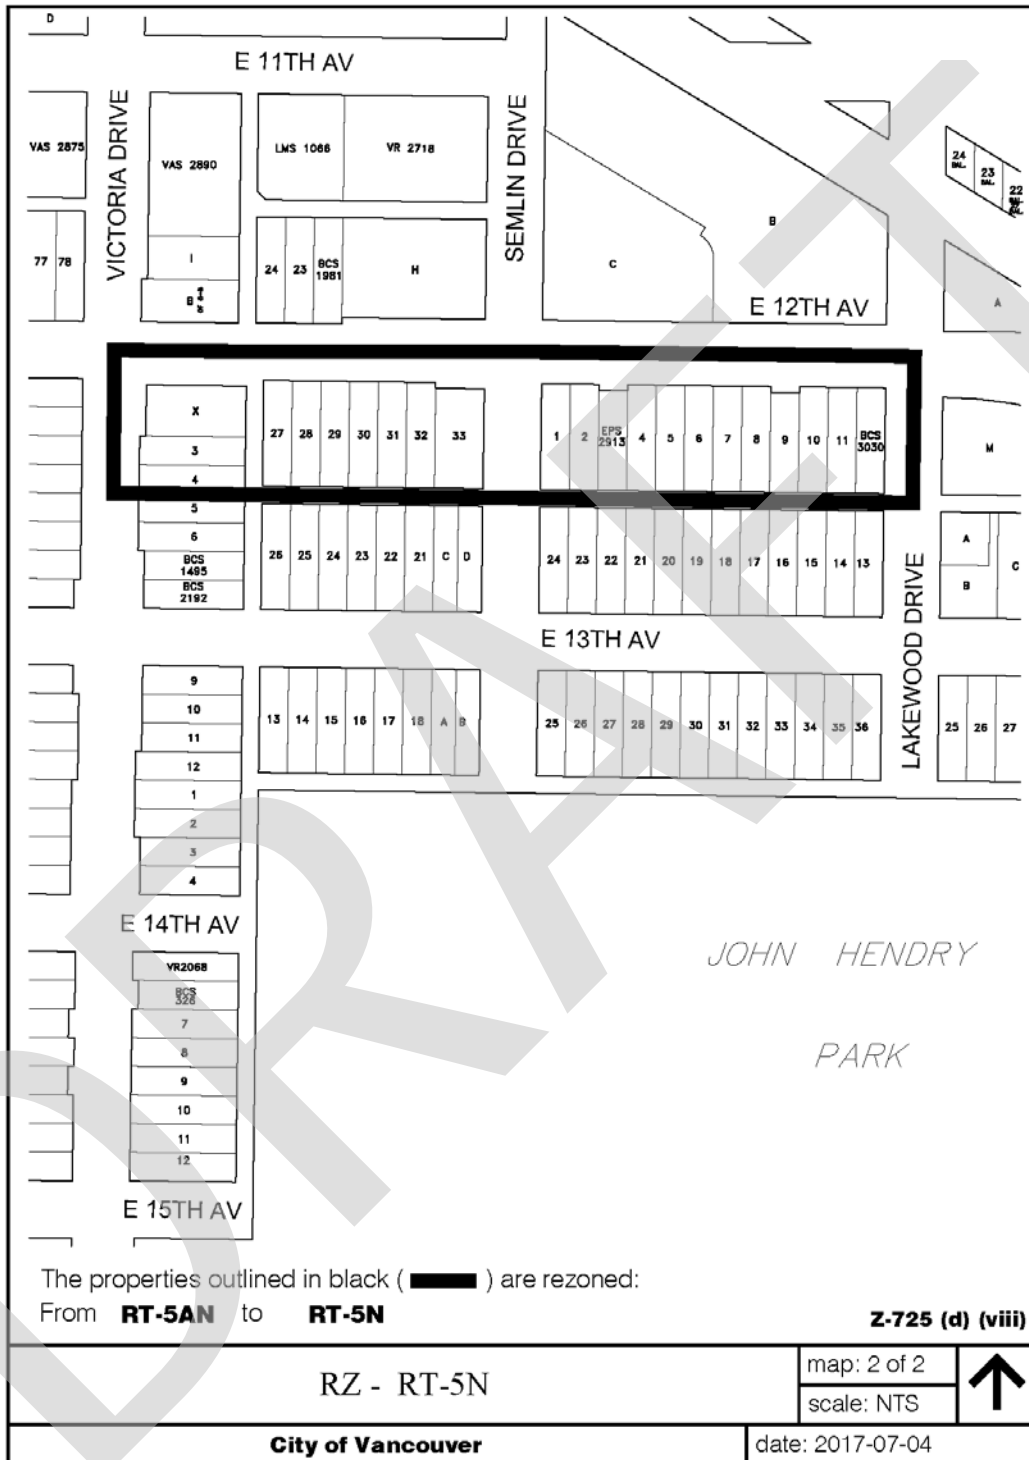 D
E 11TH AV
VICTORIA DRIVE
SEMLIN DRIVE
VAS 2875
VAS 2890
LMS 1066
VR 2718
24
BAL.
23
BAL.
22
77 78
I
B
24 23 BCS
1981
H
C
B
A
E 12TH AV
X
3
4
27 28 29 30 31 32 33
1 2 EPS
2913 4 5 6 7 8 9 10 11 BCS
3030
M
5
6
BCS
1495
BCS
2192
26 25 24 23 22 21 C D
24 23 22 21 20 19 18 17 16 15 14 13
A
B
C
E 13TH AV
LAKEWOOD DRIVE
9
10
11
12
1
2
3
4
13 14 15 16 17 18 A B
25 26 27 28 29 30 31 32 33 34 35 36
25 26 27
E 14TH AV
VR2068
BCS
328
7
8
9
10
11
12
JOHN HENDRY
PARK
E 15TH AV
DRAFT
The properties outlined in black ( ) are rezoned:
From RT-5AN to RT-5N
Z-725 (d) (viii)
RZ - RT-5N
map: 2 of 2
scale: NTS
City of Vancouver
date: 2017-07-04